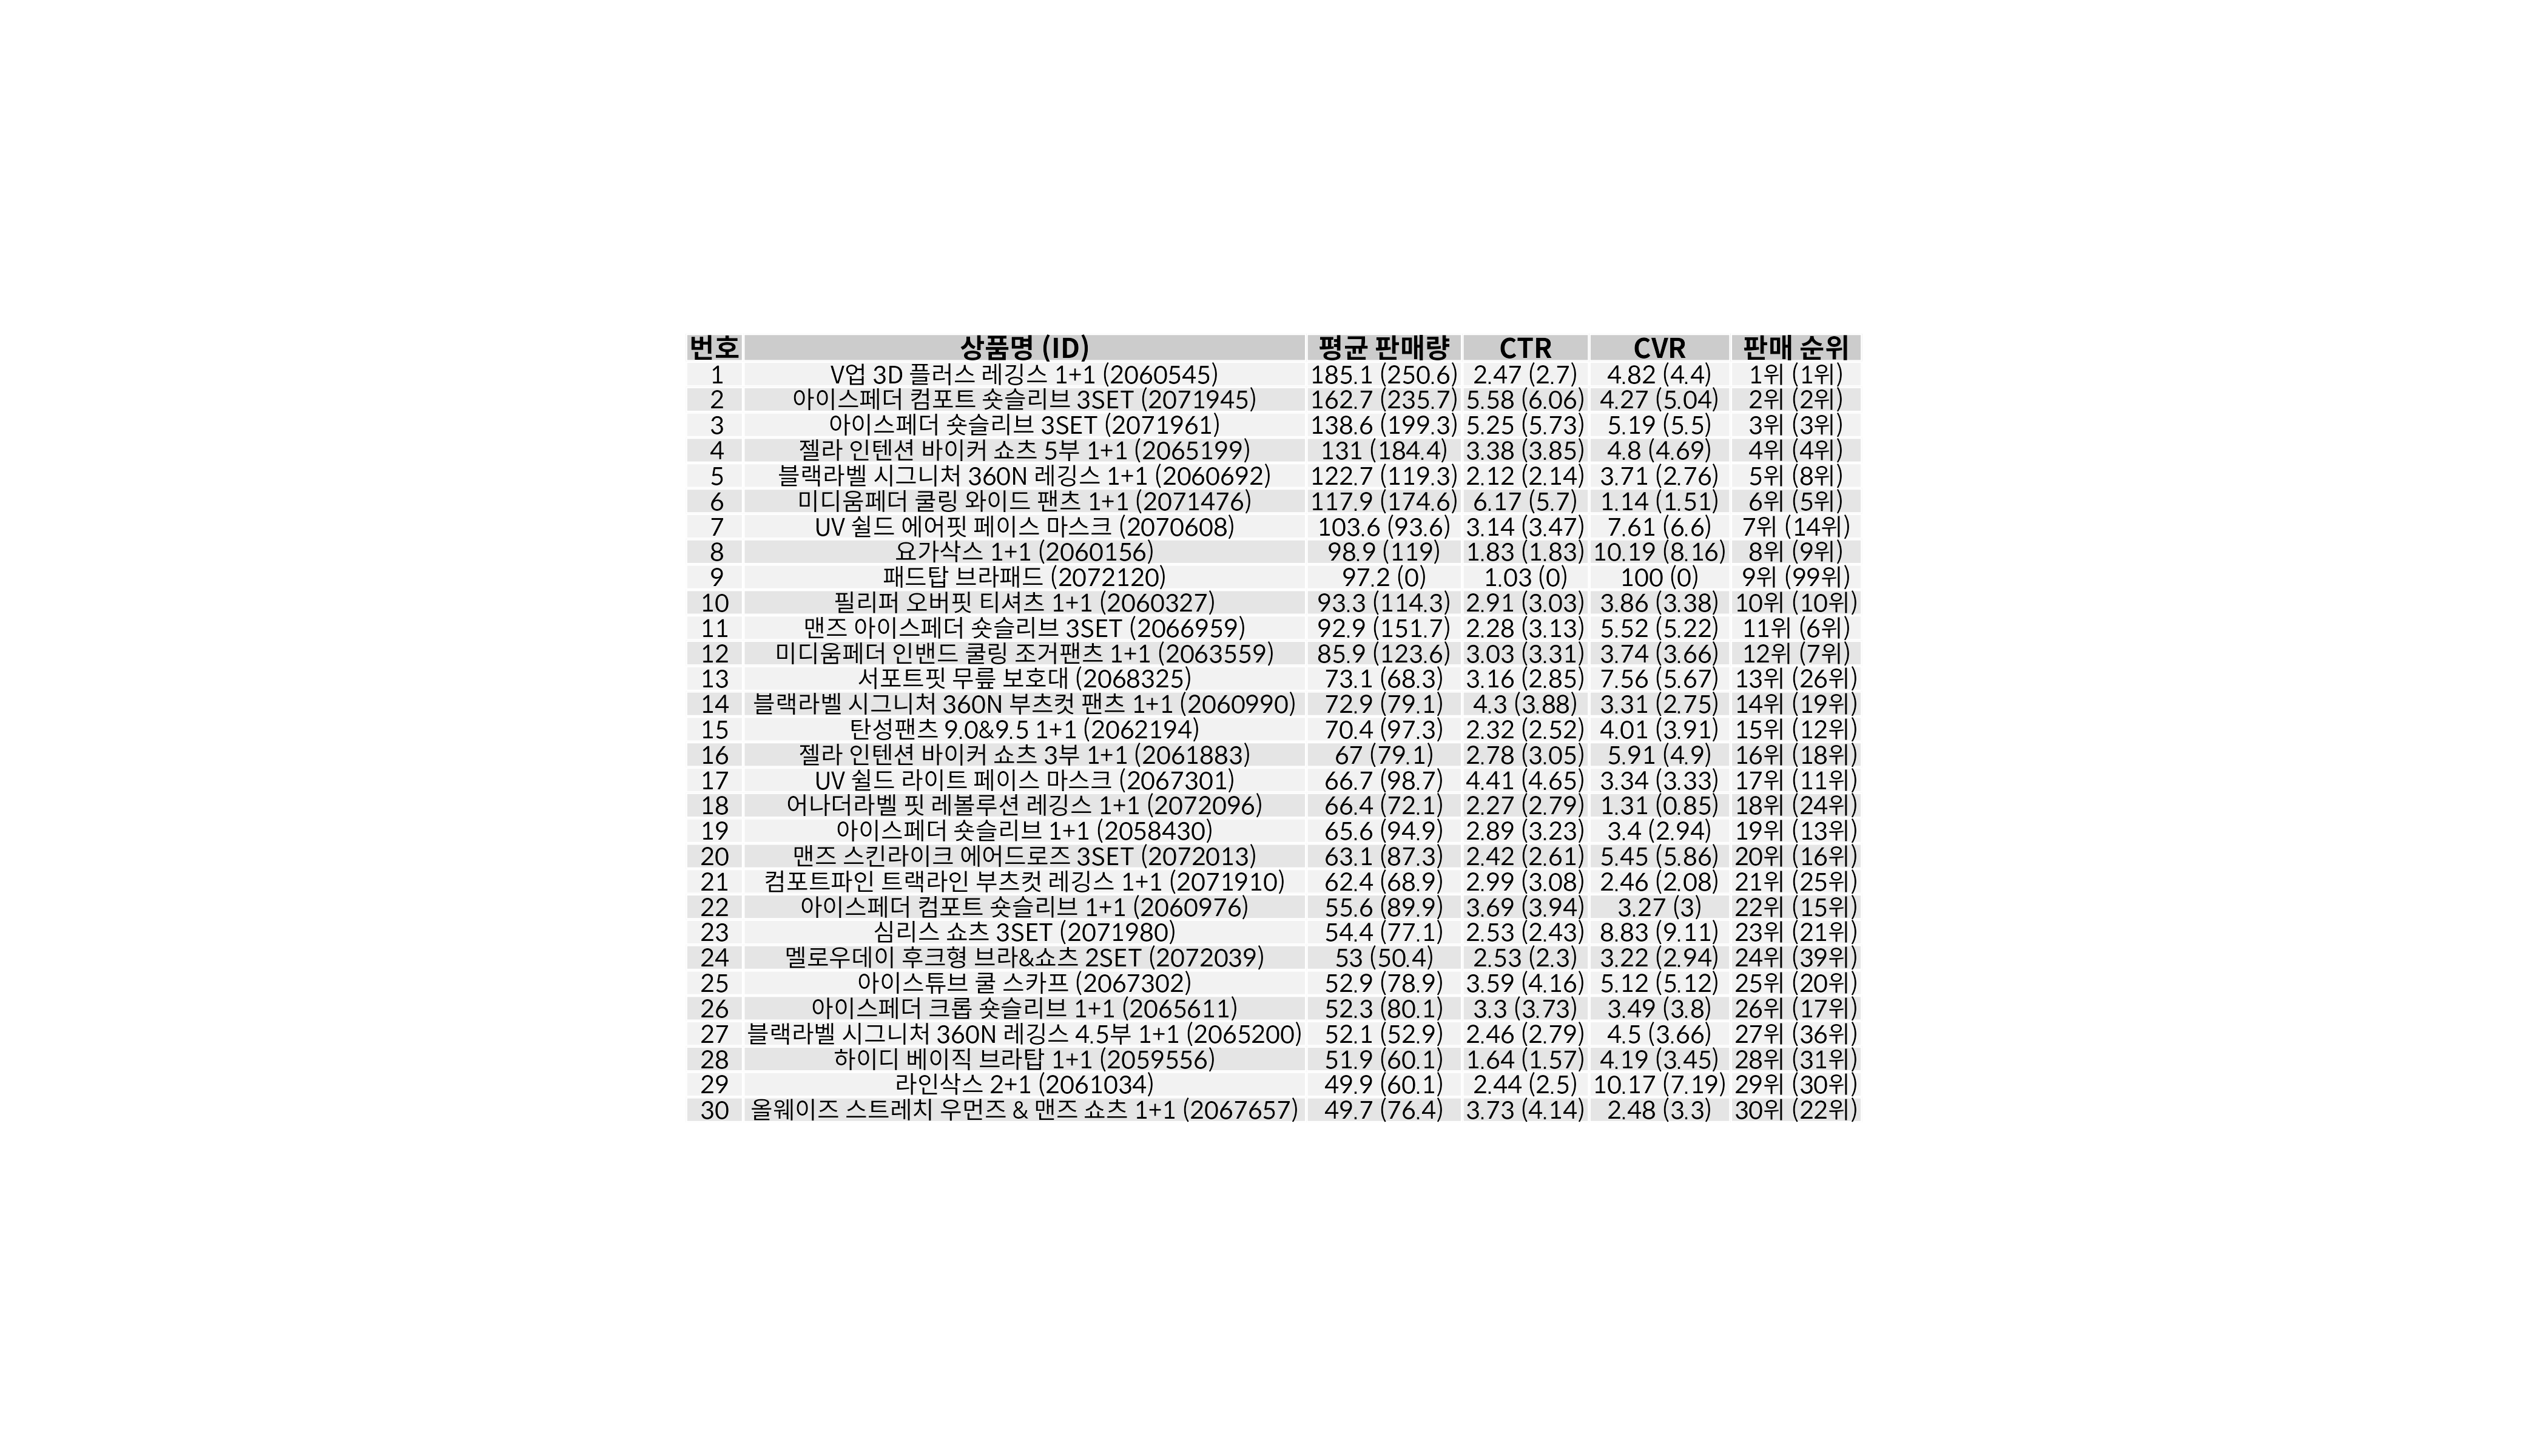 번호 상품명 (ID) 평균 판매량 CTR CVR 판매 순위
1 V업 3D 플러스 레깅스 1+1 (2060545) 185.1 (250.6) 2.47 (2.7) 4.82 (4.4) 1위 (1위)
2 아이스페더 컴포트 숏슬리브 3SET (2071945) 162.7 (235.7) 5.58 (6.06) 4.27 (5.04) 2위 (2위)
3 아이스페더 숏슬리브 3SET (2071961) 138.6 (199.3) 5.25 (5.73) 5.19 (5.5) 3위 (3위)
4 젤라 인텐션 바이커 쇼츠 5부 1+1 (2065199) 131 (184.4) 3.38 (3.85) 4.8 (4.69) 4위 (4위)
5 블랙라벨 시그니처 360N 레깅스 1+1 (2060692) 122.7 (119.3) 2.12 (2.14) 3.71 (2.76) 5위 (8위)
6 미디움페더 쿨링 와이드 팬츠 1+1 (2071476) 117.9 (174.6) 6.17 (5.7) 1.14 (1.51) 6위 (5위)
7 UV 쉴드 에어핏 페이스 마스크 (2070608) 103.6 (93.6) 3.14 (3.47) 7.61 (6.6) 7위 (14위)
8 요가삭스 1+1 (2060156) 98.9 (119) 1.83 (1.83) 10.19 (8.16) 8위 (9위)
9 패드탑 브라패드 (2072120) 97.2 (0) 1.03 (0) 100 (0) 9위 (99위)
10 필리퍼 오버핏 티셔츠 1+1 (2060327) 93.3 (114.3) 2.91 (3.03) 3.86 (3.38) 10위 (10위)
11 맨즈 아이스페더 숏슬리브 3SET (2066959) 92.9 (151.7) 2.28 (3.13) 5.52 (5.22) 11위 (6위)
12 미디움페더 인밴드 쿨링 조거팬츠 1+1 (2063559) 85.9 (123.6) 3.03 (3.31) 3.74 (3.66) 12위 (7위)
13 서포트핏 무릎 보호대 (2068325) 73.1 (68.3) 3.16 (2.85) 7.56 (5.67) 13위 (26위)
14 블랙라벨 시그니처 360N 부츠컷 팬츠 1+1 (2060990) 72.9 (79.1) 4.3 (3.88) 3.31 (2.75) 14위 (19위)
15 탄성팬츠 9.0&9.5 1+1 (2062194) 70.4 (97.3) 2.32 (2.52) 4.01 (3.91) 15위 (12위)
16 젤라 인텐션 바이커 쇼츠 3부 1+1 (2061883) 67 (79.1) 2.78 (3.05) 5.91 (4.9) 16위 (18위)
17 UV 쉴드 라이트 페이스 마스크 (2067301) 66.7 (98.7) 4.41 (4.65) 3.34 (3.33) 17위 (11위)
18 어나더라벨 핏 레볼루션 레깅스 1+1 (2072096) 66.4 (72.1) 2.27 (2.79) 1.31 (0.85) 18위 (24위)
19 아이스페더 숏슬리브 1+1 (2058430) 65.6 (94.9) 2.89 (3.23) 3.4 (2.94) 19위 (13위)
20 맨즈 스킨라이크 에어드로즈 3SET (2072013) 63.1 (87.3) 2.42 (2.61) 5.45 (5.86) 20위 (16위)
21 컴포트파인 트랙라인 부츠컷 레깅스 1+1 (2071910) 62.4 (68.9) 2.99 (3.08) 2.46 (2.08) 21위 (25위)
22 아이스페더 컴포트 숏슬리브 1+1 (2060976) 55.6 (89.9) 3.69 (3.94) 3.27 (3) 22위 (15위)
23 심리스 쇼츠 3SET (2071980) 54.4 (77.1) 2.53 (2.43) 8.83 (9.11) 23위 (21위)
24 멜로우데이 후크형 브라&쇼츠 2SET (2072039) 53 (50.4) 2.53 (2.3) 3.22 (2.94) 24위 (39위)
25 아이스튜브 쿨 스카프 (2067302) 52.9 (78.9) 3.59 (4.16) 5.12 (5.12) 25위 (20위)
26 아이스페더 크롭 숏슬리브 1+1 (2065611) 52.3 (80.1) 3.3 (3.73) 3.49 (3.8) 26위 (17위)
27 블랙라벨 시그니처 360N 레깅스 4.5부 1+1 (2065200) 52.1 (52.9) 2.46 (2.79) 4.5 (3.66) 27위 (36위)
28 하이디 베이직 브라탑 1+1 (2059556) 51.9 (60.1) 1.64 (1.57) 4.19 (3.45) 28위 (31위)
29 라인삭스 2+1 (2061034) 49.9 (60.1) 2.44 (2.5) 10.17 (7.19) 29위 (30위)
30 올웨이즈 스트레치 우먼즈 & 맨즈 쇼츠 1+1 (2067657) 49.7 (76.4) 3.73 (4.14) 2.48 (3.3) 30위 (22위)